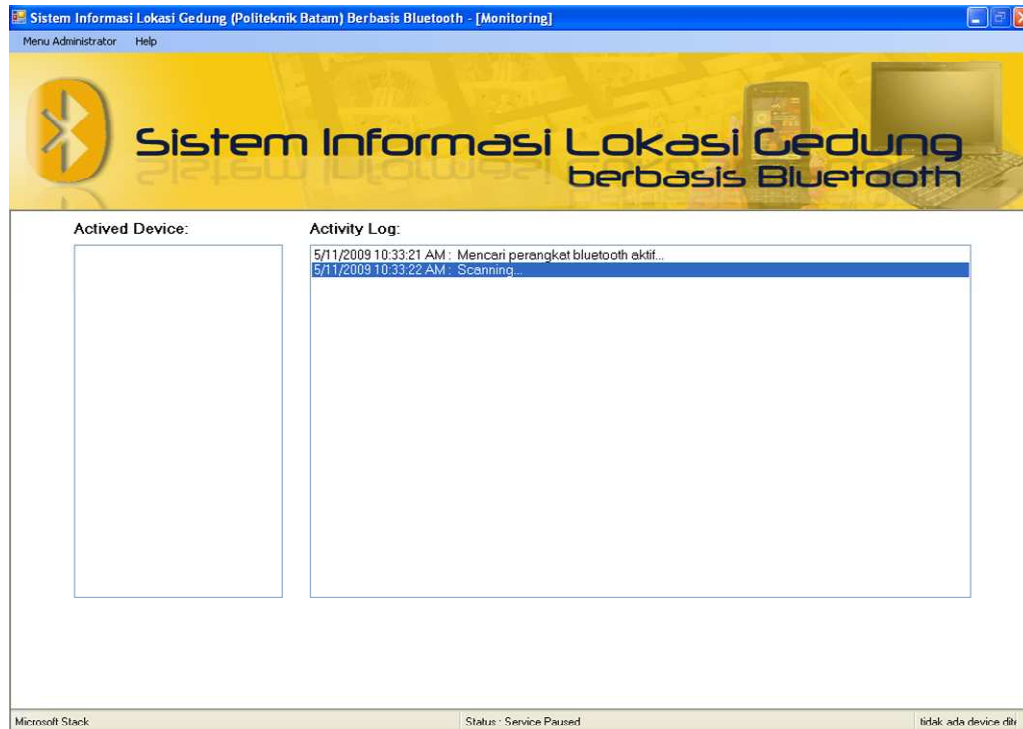 Sistem Informasi Lokasi Gedung (Politeknik Batam) Berbasis Bluetooth - [Monitoring]
Menu Administrator Help
Sistem Informasi Lokasi Gedung
berbasis Bluetooth
Actived Device: Activity Log:
5/11/2009 10:33:21 AM : Mencari perangkat bluetooth aktif...
5/11/2009 10:33:22 AM : Scanning...
Microsoft Stack Status : Service Paused tidak ada device dite